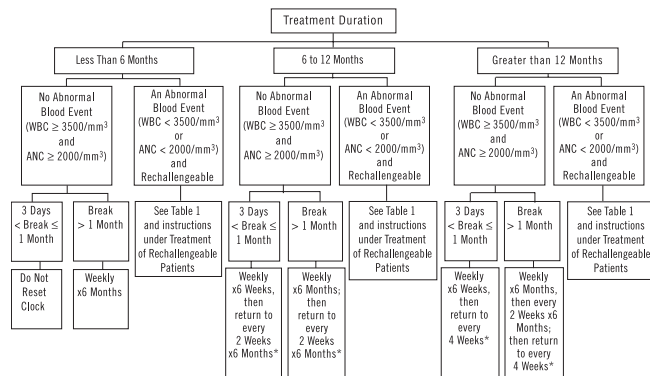 Treatment Duration
Less Than 6 Months
6 to 12 Months
Greater than 12 Months
No Abnormal
Blood Event
(WBC ≥ 3500/mm³
and
ANC ≥ 2000/mm³)
An Abnormal
Blood Event
(WBC < 3500/mm³
or
ANC < 2000/mm³)
and
Rechallengeable
No Abnormal
Blood Event
(WBC ≥ 3500/mm³
and
ANC ≥ 2000/mm³)
An Abnormal
Blood Event
(WBC < 3500/mm³
or
ANC < 2000/mm³)
and
Rechallengeable
No Abnormal
Blood Event
(WBC ≥ 3500/mm³
and
ANC ≥ 2000/mm³)
An Abnormal
Blood Event
(WBC < 3500/mm³
or
ANC < 2000/mm³)
and
Rechallengeable
3 Days
< Break ≤
1 Month
Break
> 1 Month
See Table 1
and instructions
under Treatment
of Rechallengeable
Patients
3 Days
< Break ≤
1 Month
Break
> 1 Month
See Table 1
and instructions
under Treatment
of Rechallengeable
Patients
3 Days
< Break ≤
1 Month
Break
> 1 Month
See Table 1
and instructions
under Treatment
of Rechallengeable
Patients
Do Not
Reset
Clock
Weekly
x6 Months
Weekly
x6 Weeks,
then
return to
every
2 Weeks
x6 Months*
Weekly
x6 Months;
then
return to
every
2 Weeks
x6 Months*
Weekly
x6 Weeks,
then
return to
every
4 Weeks*
Weekly
x6 Months,
then every
2 Weeks x6
Months;
then return
to every
4 Weeks*